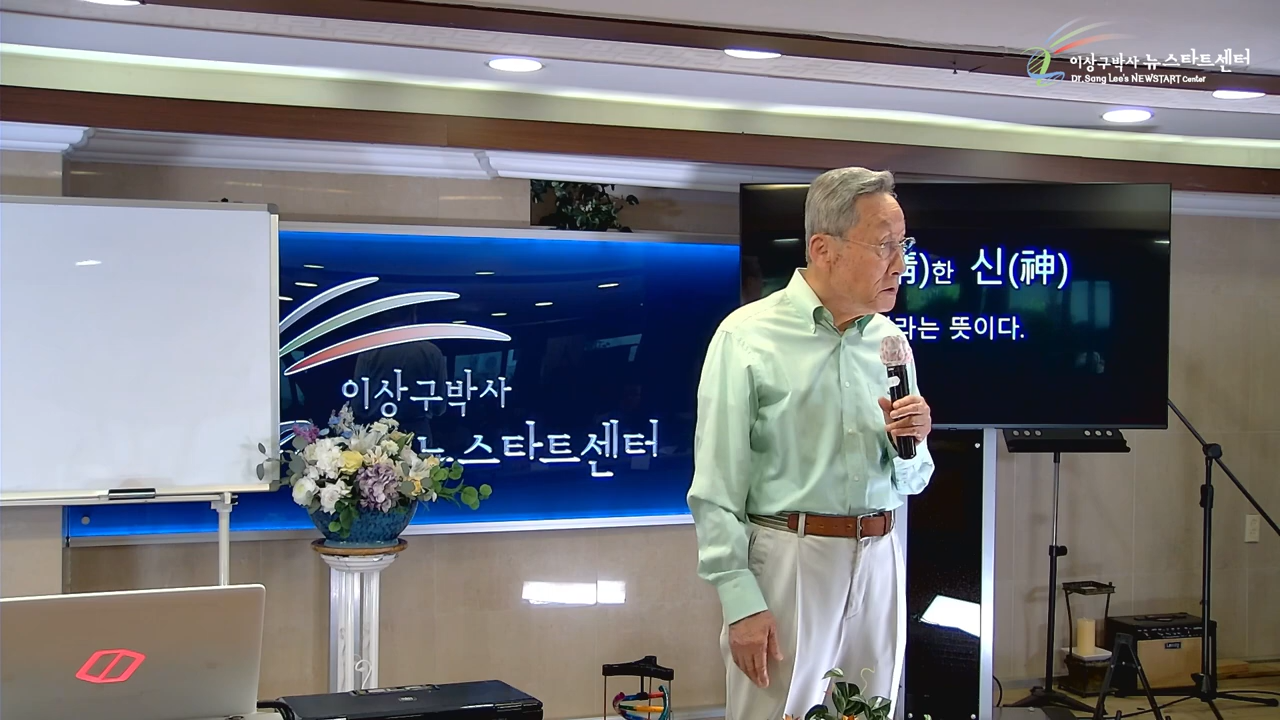 이상구박사 뉴스타트센터
Dr. Sang Lee's NEWSTART Center
)한 신(神)
라는 뜻이다.
이상구박사
뉴스타트센터